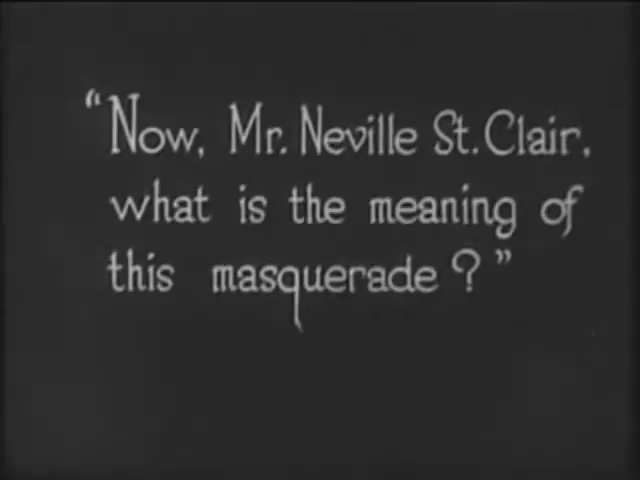 “Now, Mr. Neville St. Clair,
what is the meaning of
this masquerade?”